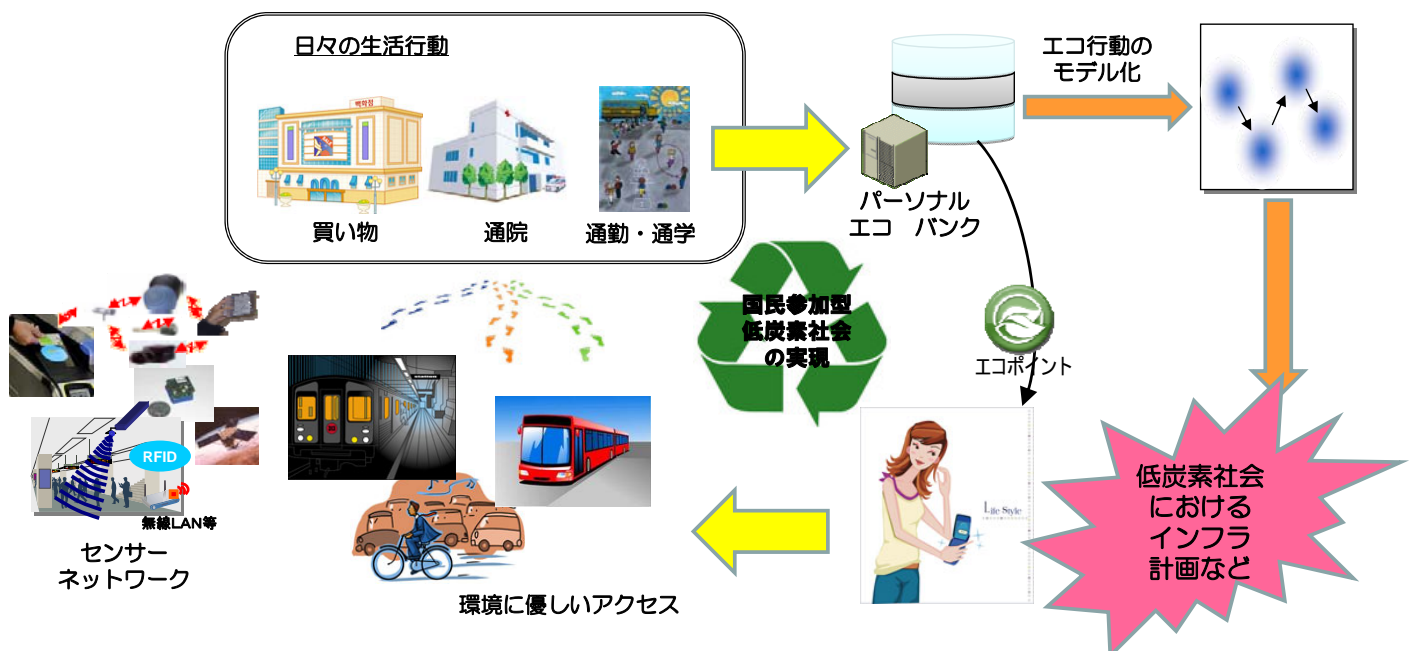 日々の生活行動
백화점
買い物
通院
通勤・通学
パーソナル
エコ バンク
エコ行動の
モデル化
国民参加型
低炭素社会
の実現
エコポイント
RFID
無線LAN等
センサー
ネットワーク
環境に優しいアクセス
Life Style
低炭素社会
における
インフラ
計画など